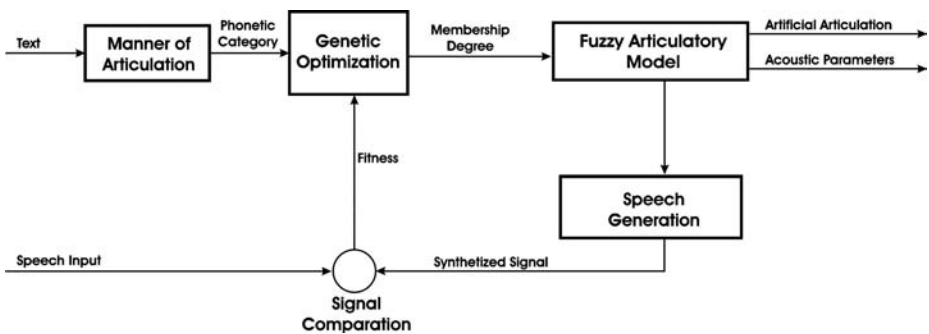 Text
Manner of
Articulation
Phonetic
Category
Genetic
Optimization
Membership
Degree
Fuzzy Articulatory
Model
Artificial Articulation
Acoustic Parameters
Fitness
Speech
Generation
Speech Input
Synthetized Signal
Signal
Comparation